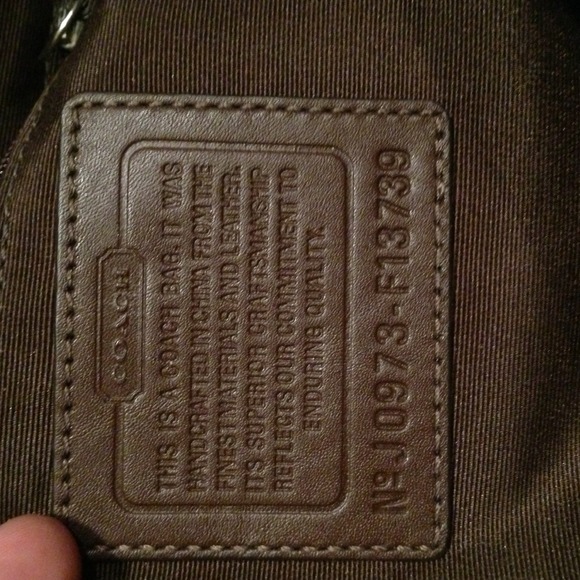 COACH
THIS IS A COACH BAG. IT WAS
HANDCRAFTED IN CHINA FROM THE
FINEST MATERIALS AND LEATHER.
ITS SUPERIOR CRAFTSMANSHIP
REFLECTS OUR COMMITMENT TO
ENDURING QUALITY.
Nº J0973-F13739